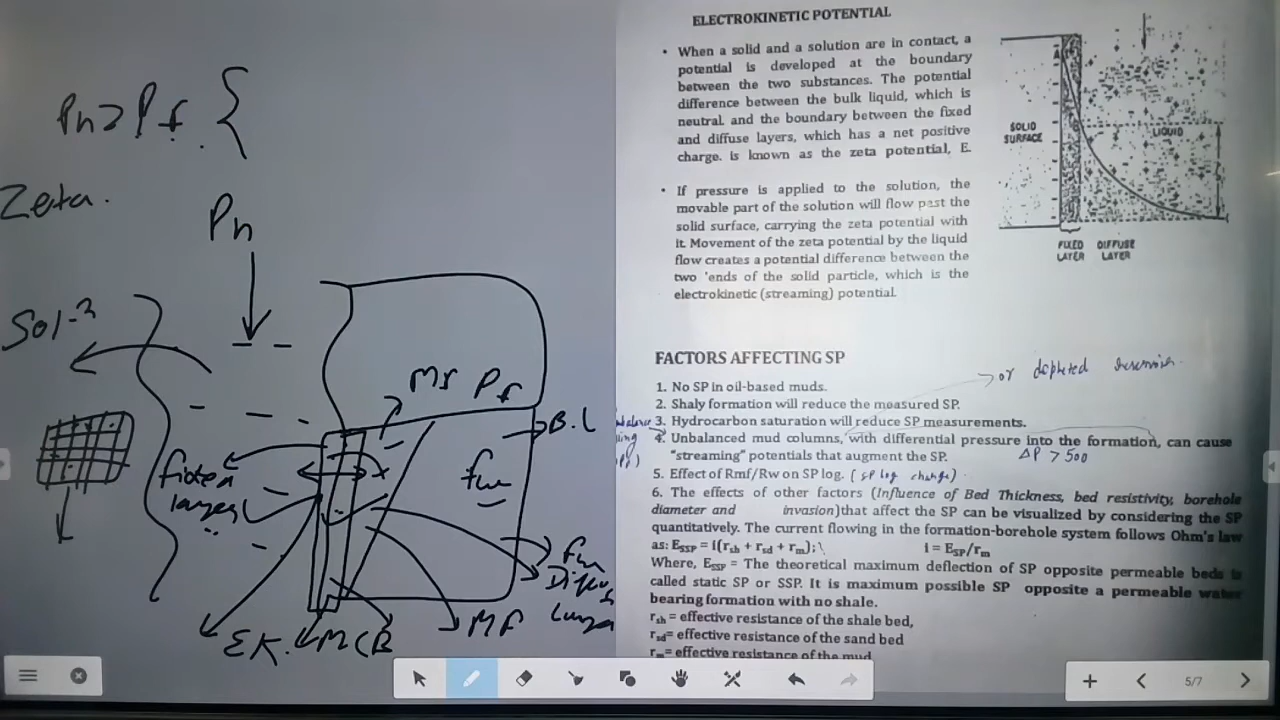 Pn > Pf
Zeta.
Pn
Sol-3
Ms Pf
B.L
fixed
layer
fm
fm
Diffus
Layer
EK.
MCR
MF
ELECTROKINETIC POTENTIAL
• When a solid and a solution are in contact, a
potential is developed at the boundary
between the two substances. The potential
difference between the bulk liquid, which is
neutral and the boundary between the fixed
and diffuse layers, which has a net positive
charge. is known as the zeta potential, E.
• If pressure is applied to the solution, the
movable part of the solution will flow past the
solid surface, carrying the zeta potential with
it. Movement of the zeta potential by the liquid
flow creates a potential difference between the
two 'ends of the solid particle, which is the
electrokinetic (streaming) potential.
SOLID
SURFACE
LIQUID
FIXED
LAYER
DIFFUSE
LAYER
FACTORS AFFECTING SP
or depleted
1. No SP in oil-based muds.
2. Shaly formation will reduce the measured SP.
3. Hydrocarbon saturation will reduce SP measurements.
4. Unbalanced mud columns, with differential pressure into the formation, can cause
"streaming" potentials that augment the SP.
ΔP > 500
5. Effect of Rmf/Rw on SP log. (SP log change)
6. The effects of other factors (Influence of Bed Thickness, bed resistivity, borehole
diameter and invasion)that affect the SP can be visualized by considering the SP
quantitatively. The current flowing in the formation-borehole system follows Ohm's law
as: ESSP = i(rsh + rsd + rm); i = ESP/rm
Where, ESSP = The theoretical maximum deflection of SP opposite permeable beds is
called static SP or SSP. It is maximum possible SP opposite a permeable water
bearing formation with no shale.
rsh = effective resistance of the shale bed,
rsd= effective resistance of the sand bed
rm= effective resistance of the mud
5/7